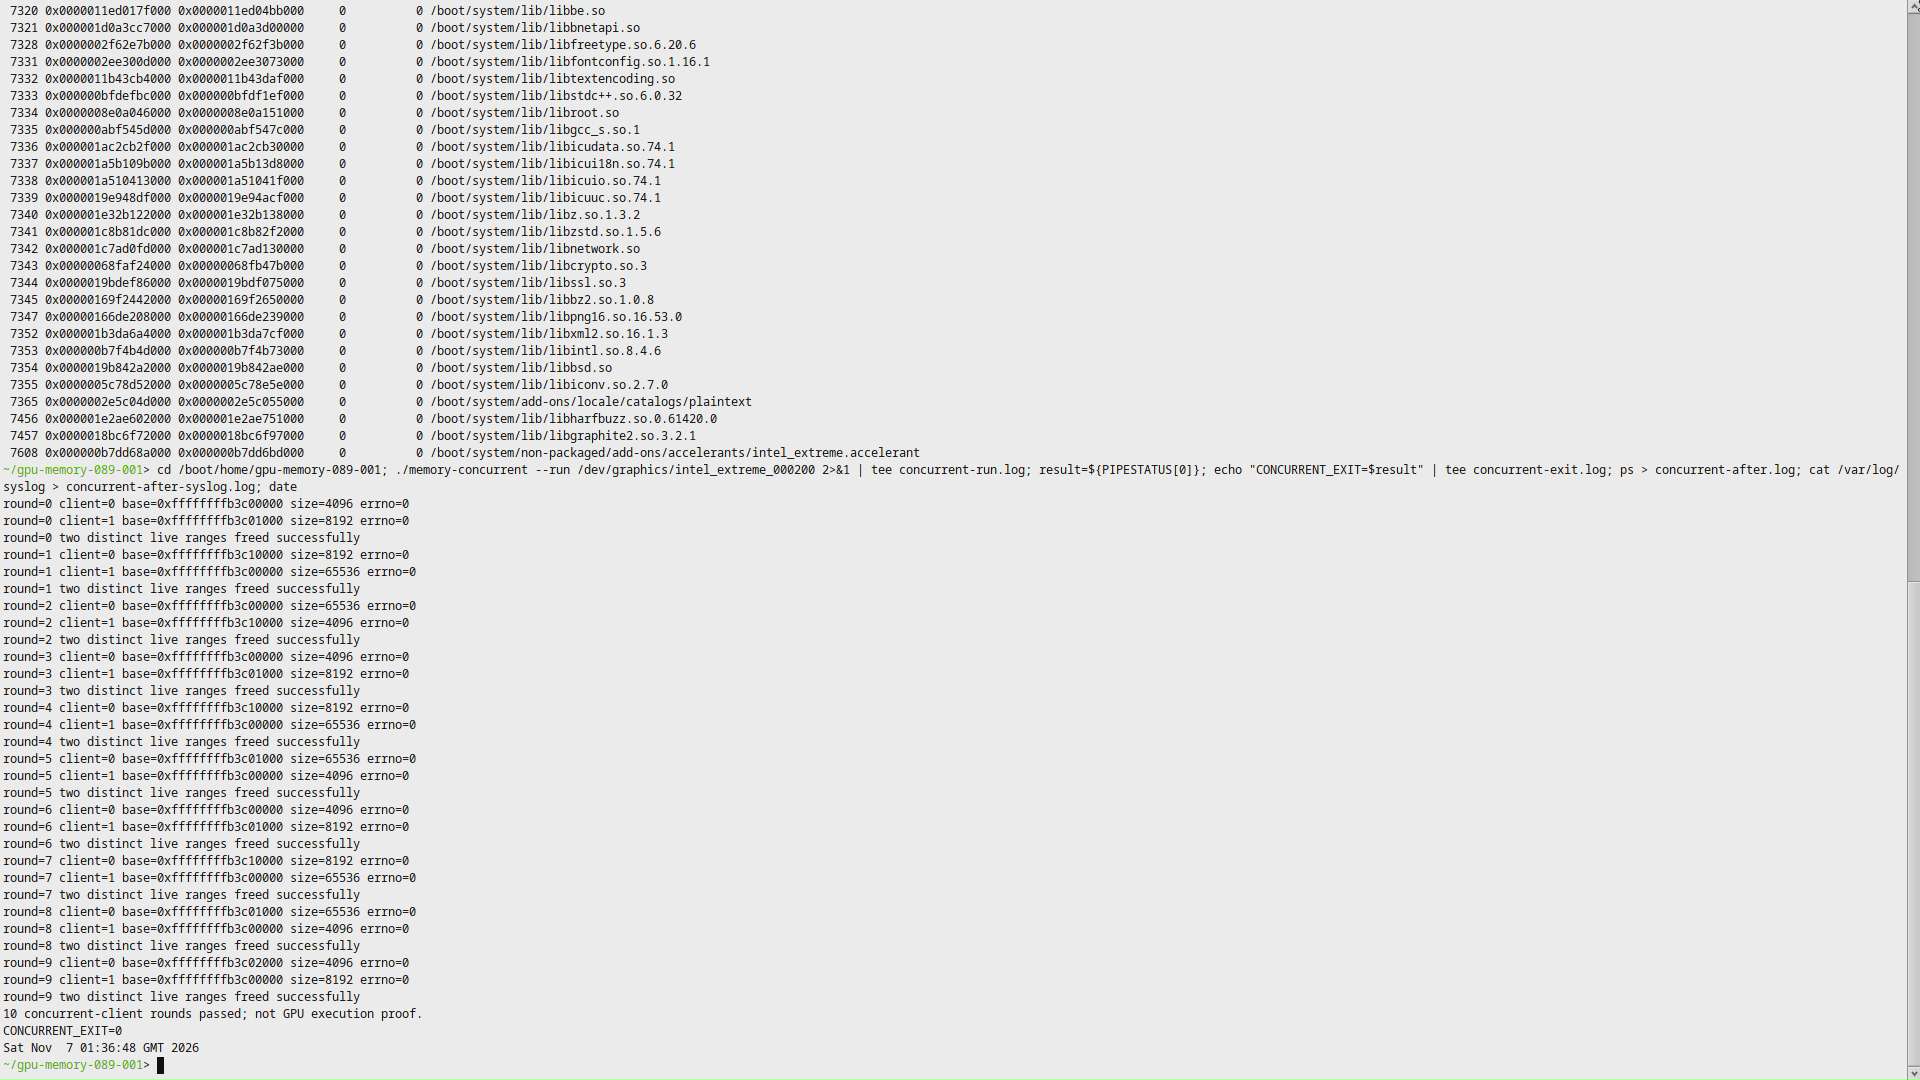 7320 0x0000011ed017f000 0x0000011ed04bb000     0          0 /boot/system/lib/libbe.so
7321 0x000001d0a3cc7000 0x000001d0a3d00000     0          0 /boot/system/lib/libbnetapi.so
7328 0x0000002f62e7b000 0x0000002f62f3b000     0          0 /boot/system/lib/libfreetype.so.6.20.6
7331 0x0000002ee300d000 0x0000002ee3073000     0          0 /boot/system/lib/libfontconfig.so.1.16.1
7332 0x0000011b43cb4000 0x0000011b43daf000     0          0 /boot/system/lib/libtextencoding.so
7333 0x000000bfdefbc000 0x000000bfdf1ef000     0          0 /boot/system/lib/libstdc++.so.6.0.32
7334 0x0000008e0a046000 0x0000008e0a151000     0          0 /boot/system/lib/libroot.so
7335 0x000000abf545d000 0x000000abf547c000     0          0 /boot/system/lib/libgcc_s.so.1
7336 0x000001ac2cb2f000 0x000001ac2cb30000     0          0 /boot/system/lib/libicudata.so.74.1
7337 0x000001a5b109b000 0x000001a5b13d8000     0          0 /boot/system/lib/libicui18n.so.74.1
7338 0x000001a510413000 0x000001a51041f000     0          0 /boot/system/lib/libicuio.so.74.1
7339 0x0000019e948df000 0x0000019e94acf000     0          0 /boot/system/lib/libicuuc.so.74.1
7340 0x000001e32b122000 0x000001e32b138000     0          0 /boot/system/lib/libz.so.1.3.2
7341 0x000001c8b81dc000 0x000001c8b82f2000     0          0 /boot/system/lib/libzstd.so.1.5.6
7342 0x000001c7ad0fd000 0x000001c7ad130000     0          0 /boot/system/lib/libnetwork.so
7343 0x00000068faf24000 0x00000068fb47b000     0          0 /boot/system/lib/libcrypto.so.3
7344 0x0000019bdef86000 0x0000019bdf075000     0          0 /boot/system/lib/libssl.so.3
7345 0x00000169f2442000 0x00000169f2650000     0          0 /boot/system/lib/libbz2.so.1.0.8
7347 0x00000166de208000 0x00000166de239000     0          0 /boot/system/lib/libpng16.so.16.53.0
7352 0x000001b3da6a4000 0x000001b3da7cf000     0          0 /boot/system/lib/libxml2.so.16.1.3
7353 0x000000b7f4b4d000 0x000000b7f4b73000     0          0 /boot/system/lib/libintl.so.8.4.6
7354 0x0000019b842a2000 0x0000019b842ae000     0          0 /boot/system/lib/libbsd.so
7355 0x0000005c78d52000 0x0000005c78e5e000     0          0 /boot/system/lib/libiconv.so.2.7.0
7365 0x0000002e5c04d000 0x0000002e5c055000     0          0 /boot/system/add-ons/locale/catalogs/plaintext
7456 0x000001e2ae602000 0x000001e2ae751000     0          0 /boot/system/lib/libharfbuzz.so.0.61420.0
7457 0x0000018bc6f72000 0x0000018bc6f97000     0          0 /boot/system/lib/libgraphite2.so.3.2.1
7608 0x000000b7dd68a000 0x000000b7dd6bd000     0          0 /boot/system/non-packaged/add-ons/accelerants/intel_extreme.accelerant
~/gpu-memory-089-001> cd /boot/home/gpu-memory-089-001; ./memory-concurrent --run /dev/graphics/intel_extreme_000200 2>&1 | tee concurrent-run.log; result=${PIPESTATUS[0]}; echo "CONCURRENT_EXIT=$result" | tee concurrent-exit.log; ps > concurrent-after.log; cat /var/log/
syslog > concurrent-after-syslog.log; date
round=0 client=0 base=0xffffffffb3c00000 size=4096 errno=0
round=0 client=1 base=0xffffffffb3c01000 size=8192 errno=0
round=0 two distinct live ranges freed successfully
round=1 client=0 base=0xffffffffb3c10000 size=8192 errno=0
round=1 client=1 base=0xffffffffb3c00000 size=65536 errno=0
round=1 two distinct live ranges freed successfully
round=2 client=0 base=0xffffffffb3c00000 size=65536 errno=0
round=2 client=1 base=0xffffffffb3c10000 size=4096 errno=0
round=2 two distinct live ranges freed successfully
round=3 client=0 base=0xffffffffb3c00000 size=4096 errno=0
round=3 client=1 base=0xffffffffb3c01000 size=8192 errno=0
round=3 two distinct live ranges freed successfully
round=4 client=0 base=0xffffffffb3c10000 size=8192 errno=0
round=4 client=1 base=0xffffffffb3c00000 size=65536 errno=0
round=4 two distinct live ranges freed successfully
round=5 client=0 base=0xffffffffb3c01000 size=65536 errno=0
round=5 client=1 base=0xffffffffb3c00000 size=4096 errno=0
round=5 two distinct live ranges freed successfully
round=6 client=0 base=0xffffffffb3c00000 size=4096 errno=0
round=6 client=1 base=0xffffffffb3c01000 size=8192 errno=0
round=6 two distinct live ranges freed successfully
round=7 client=0 base=0xffffffffb3c10000 size=8192 errno=0
round=7 client=1 base=0xffffffffb3c00000 size=65536 errno=0
round=7 two distinct live ranges freed successfully
round=8 client=0 base=0xffffffffb3c01000 size=65536 errno=0
round=8 client=1 base=0xffffffffb3c00000 size=4096 errno=0
round=8 two distinct live ranges freed successfully
round=9 client=0 base=0xffffffffb3c02000 size=4096 errno=0
round=9 client=1 base=0xffffffffb3c00000 size=8192 errno=0
round=9 two distinct live ranges freed successfully
10 concurrent-client rounds passed; not GPU execution proof.
CONCURRENT_EXIT=0
Sat Nov  7 01:36:48 GMT 2026
~/gpu-memory-089-001>